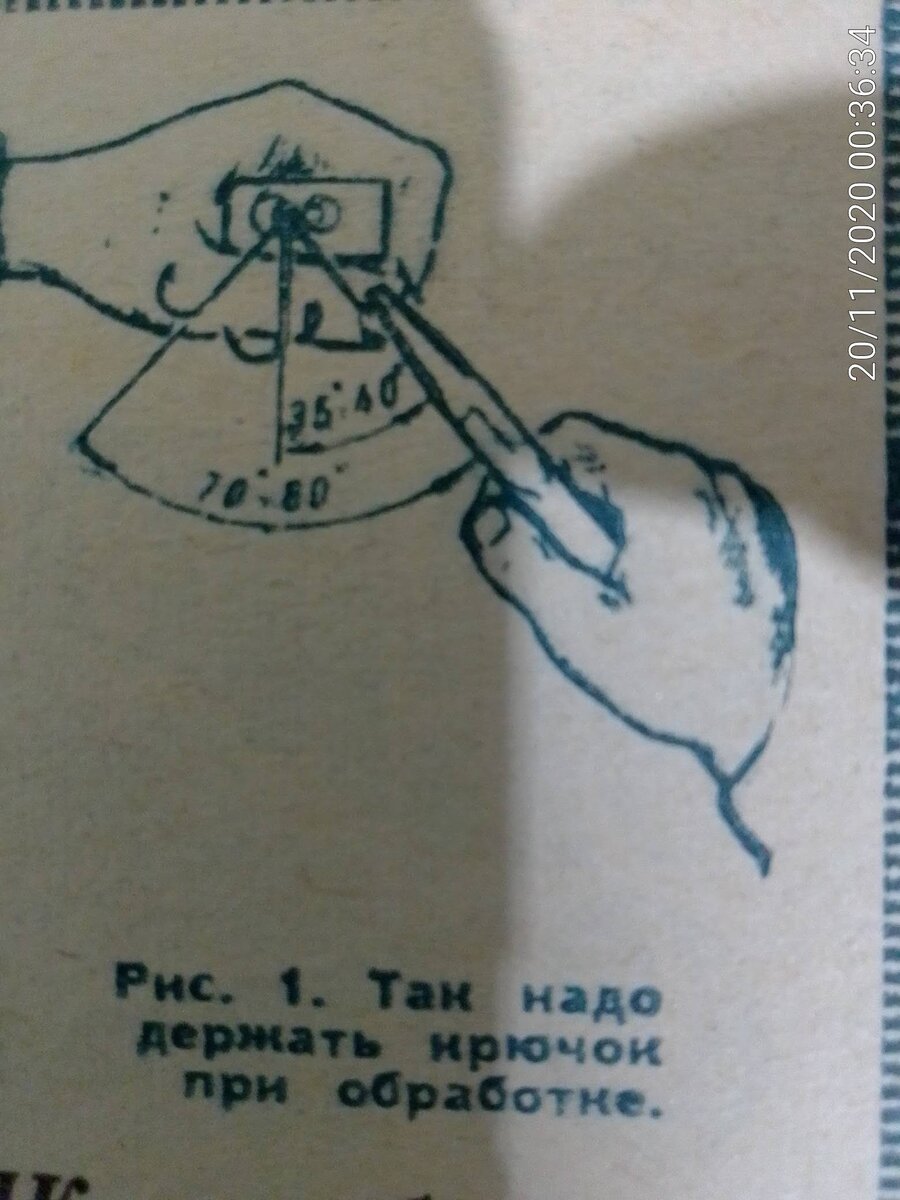 20/11/2020 00:36:34
35°-40°
70°-80°
Рис. 1. Так надо
держать крючок
при обработке.